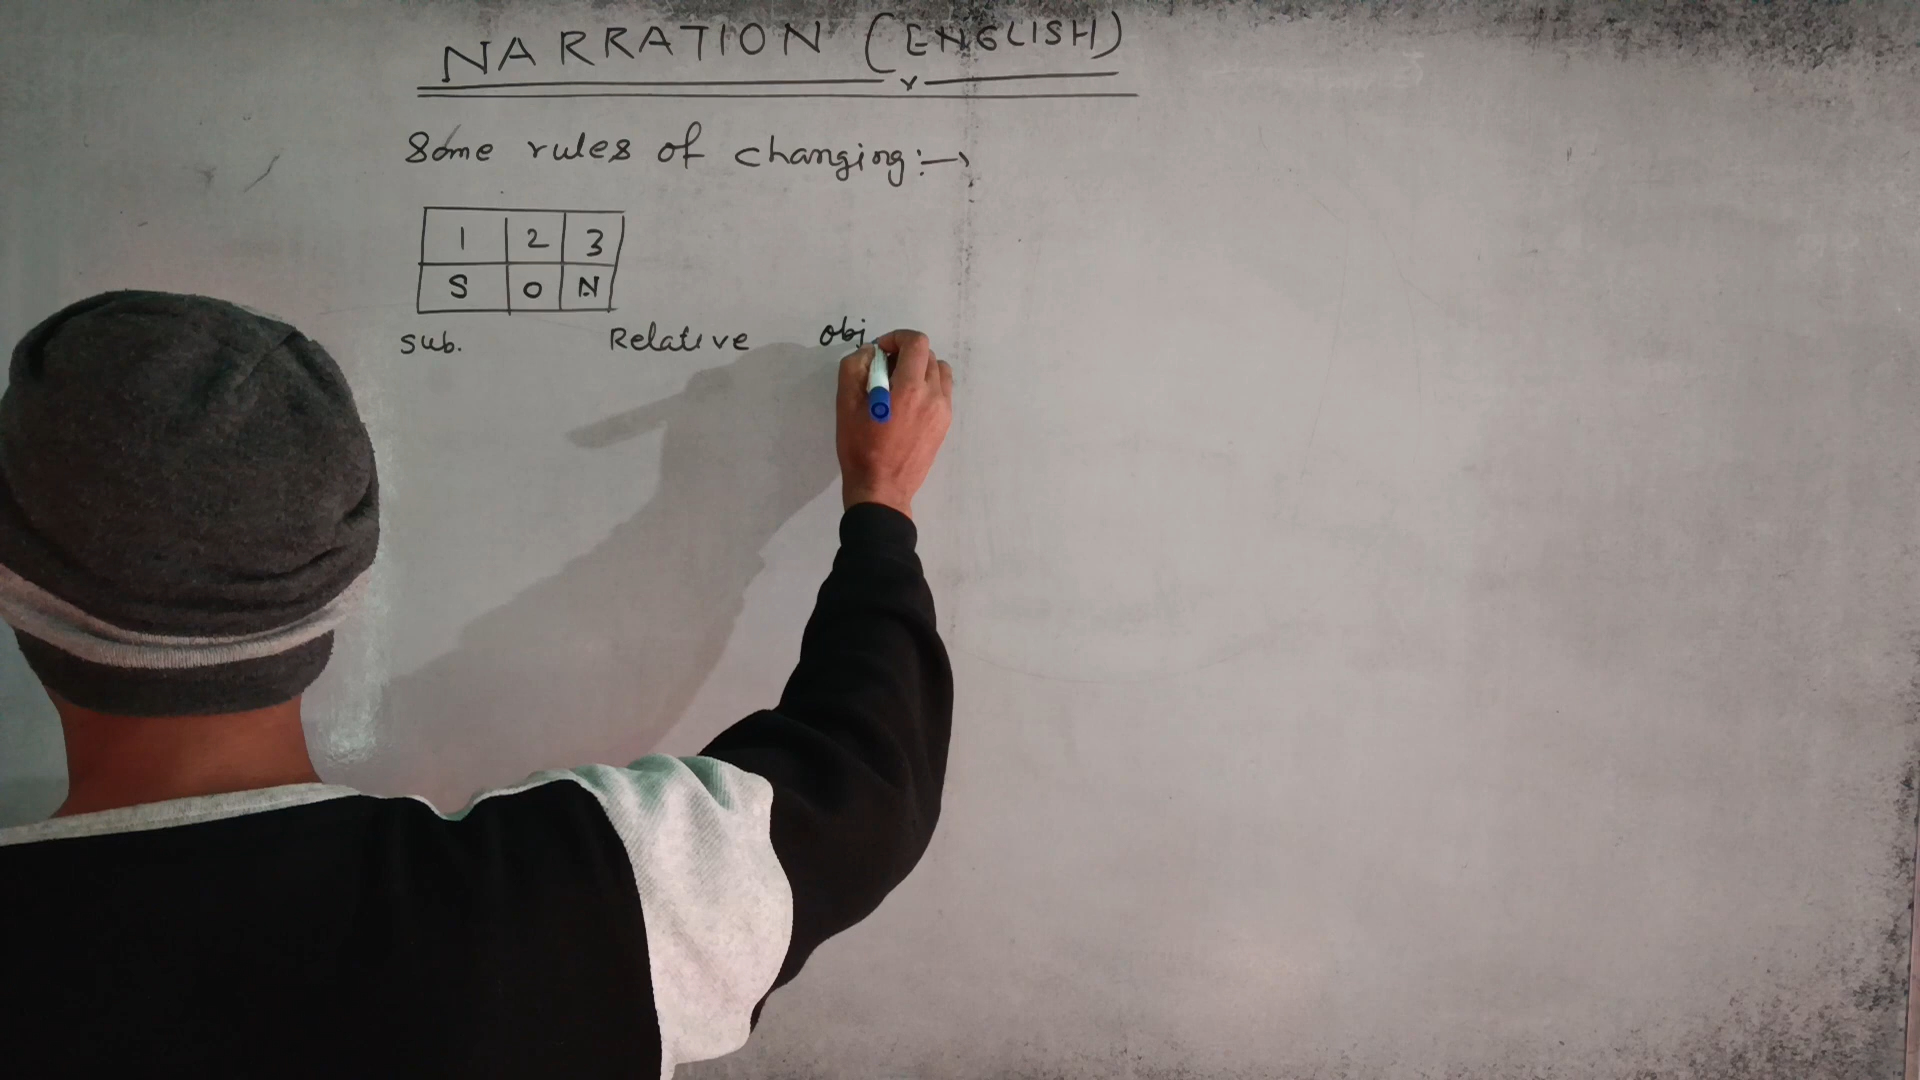 NARRATION (ENGLISH)
Some rules of changing:→
1 2 3
S O N
sub. Relative obj